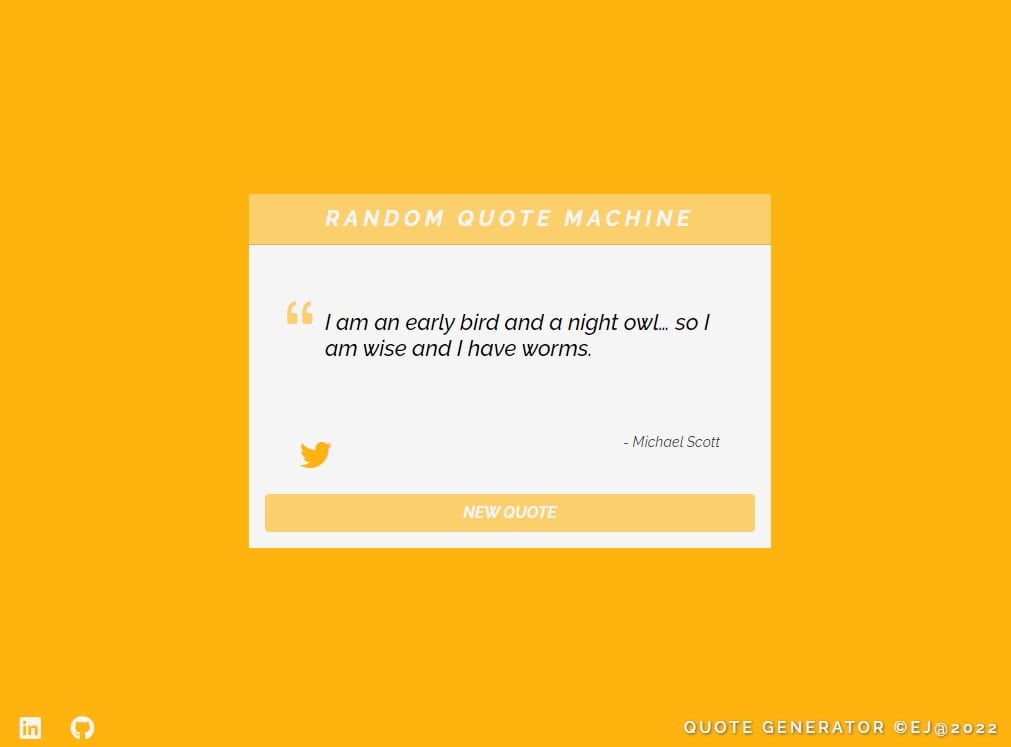 RANDOM QUOTE MACHINE
I am an early bird and a night owl... so I
am wise and I have worms.
- Michael Scott
NEW QUOTE
QUOTE GENERATOR ©EJ@2022